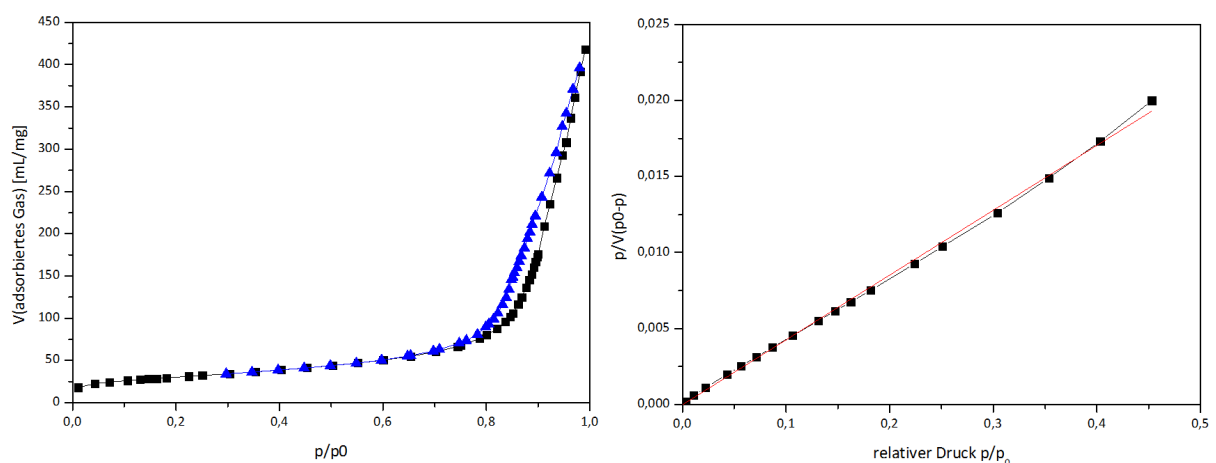 450
400
350
300
250
200
150
100
50
0
V(adsorbiertes Gas) [mL/mg]
0,0 0,2 0,4 0,6 0,8 1,0
p/p0
0,025
0,020
0,015
0,010
0,005
0,000
p/V(p0-p)
0,0 0,1 0,2 0,3 0,4 0,5
relativer Druck p/p₀